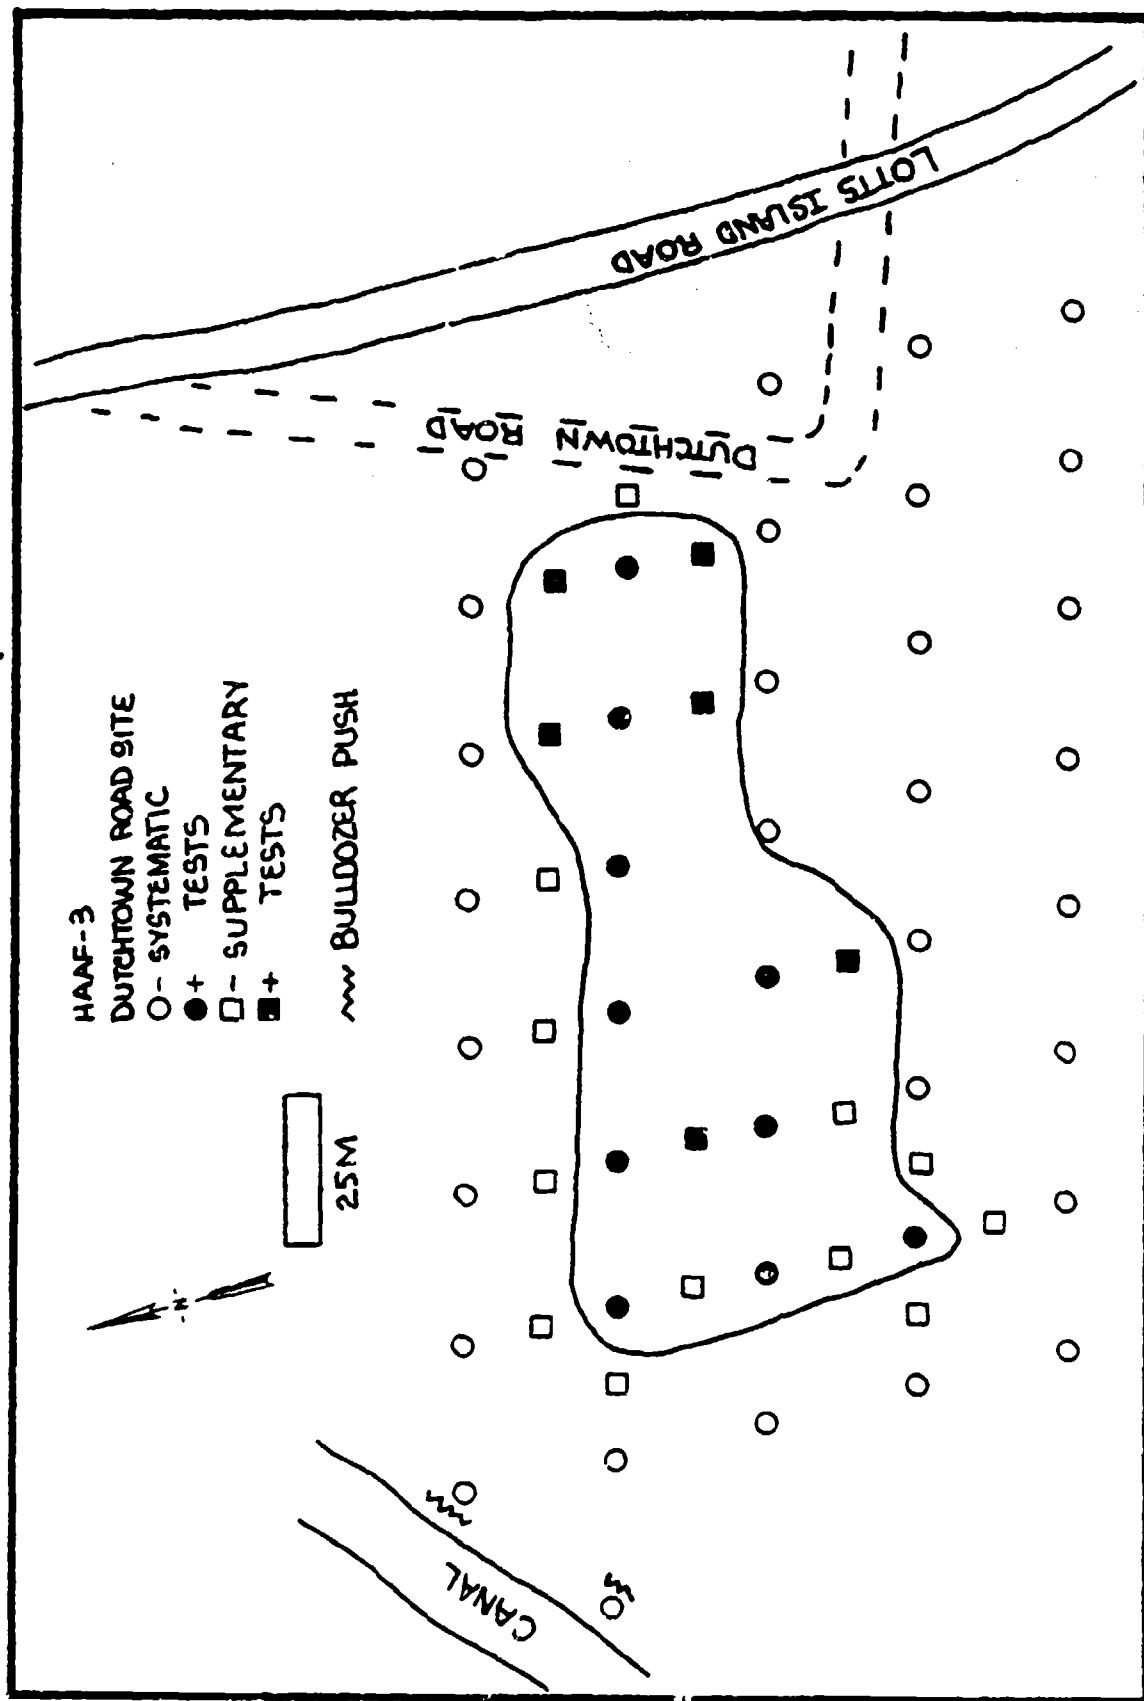 HAAF-3
DUTCHTOWN ROAD SITE
○- SYSTEMATIC
●+ TESTS
□- SUPPLEMENTARY
■+ TESTS
BULLDOZER PUSH
25M
N
CANAL
DUTCHTOWN ROAD
LOTTS ISLAND ROAD